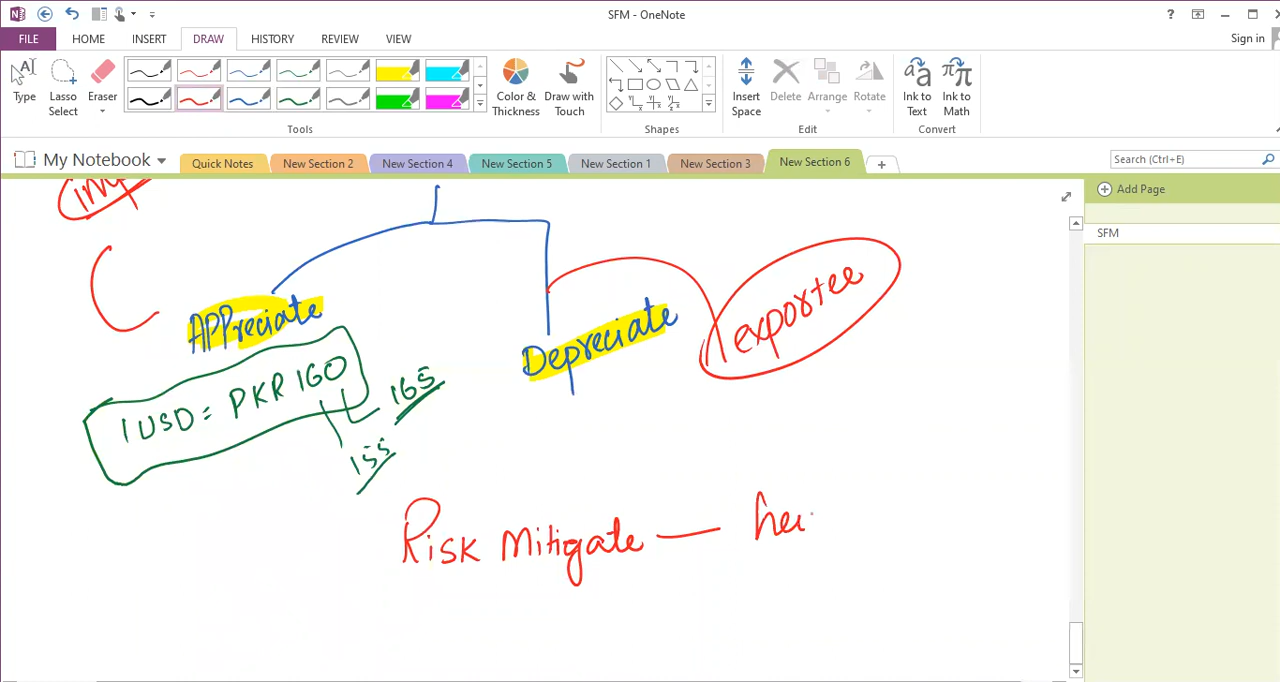 SFM - OneNote
?
Sign in
FILE HOME INSERT DRAW HISTORY REVIEW VIEW
Type
Lasso Select
Eraser
Color & Thickness
Draw with Touch
Insert Space
Delete
Arrange
Rotate
Ink to Text
Ink to Math
Tools
Shapes
Edit
Convert
My Notebook
Quick Notes
New Section 2
New Section 4
New Section 5
New Section 1
New Section 3
New Section 6
Search (Ctrl+E)
Add Page
SFM
APPreciate
Depreciate
exportee
1 USD = PKR 160
165
155
Risk Mitigate — hei